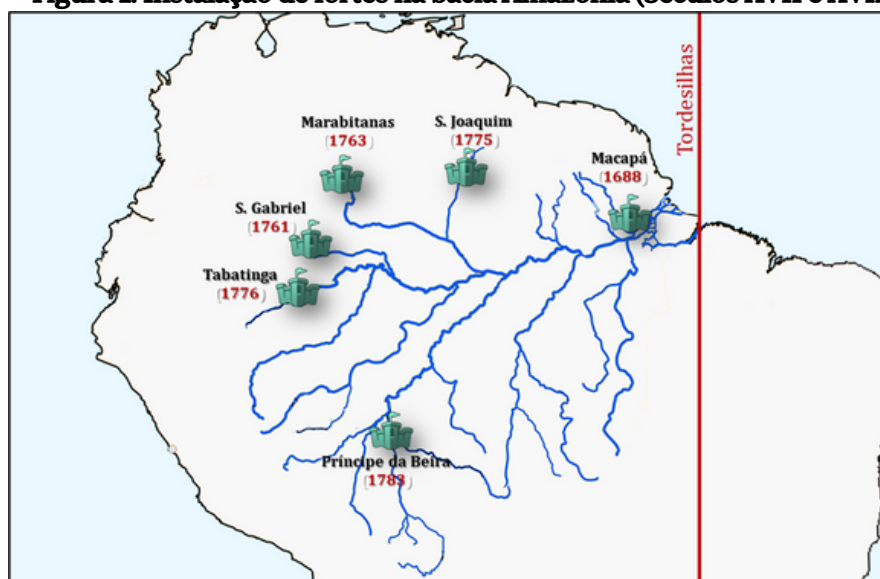 Marabitanas
(1763)
S. Joaquim
(1775)
Macapá
(1688)
Tordesilhas
S. Gabriel
(1761)
Tabatinga
(1776)
Príncipe da Beira
(1783)